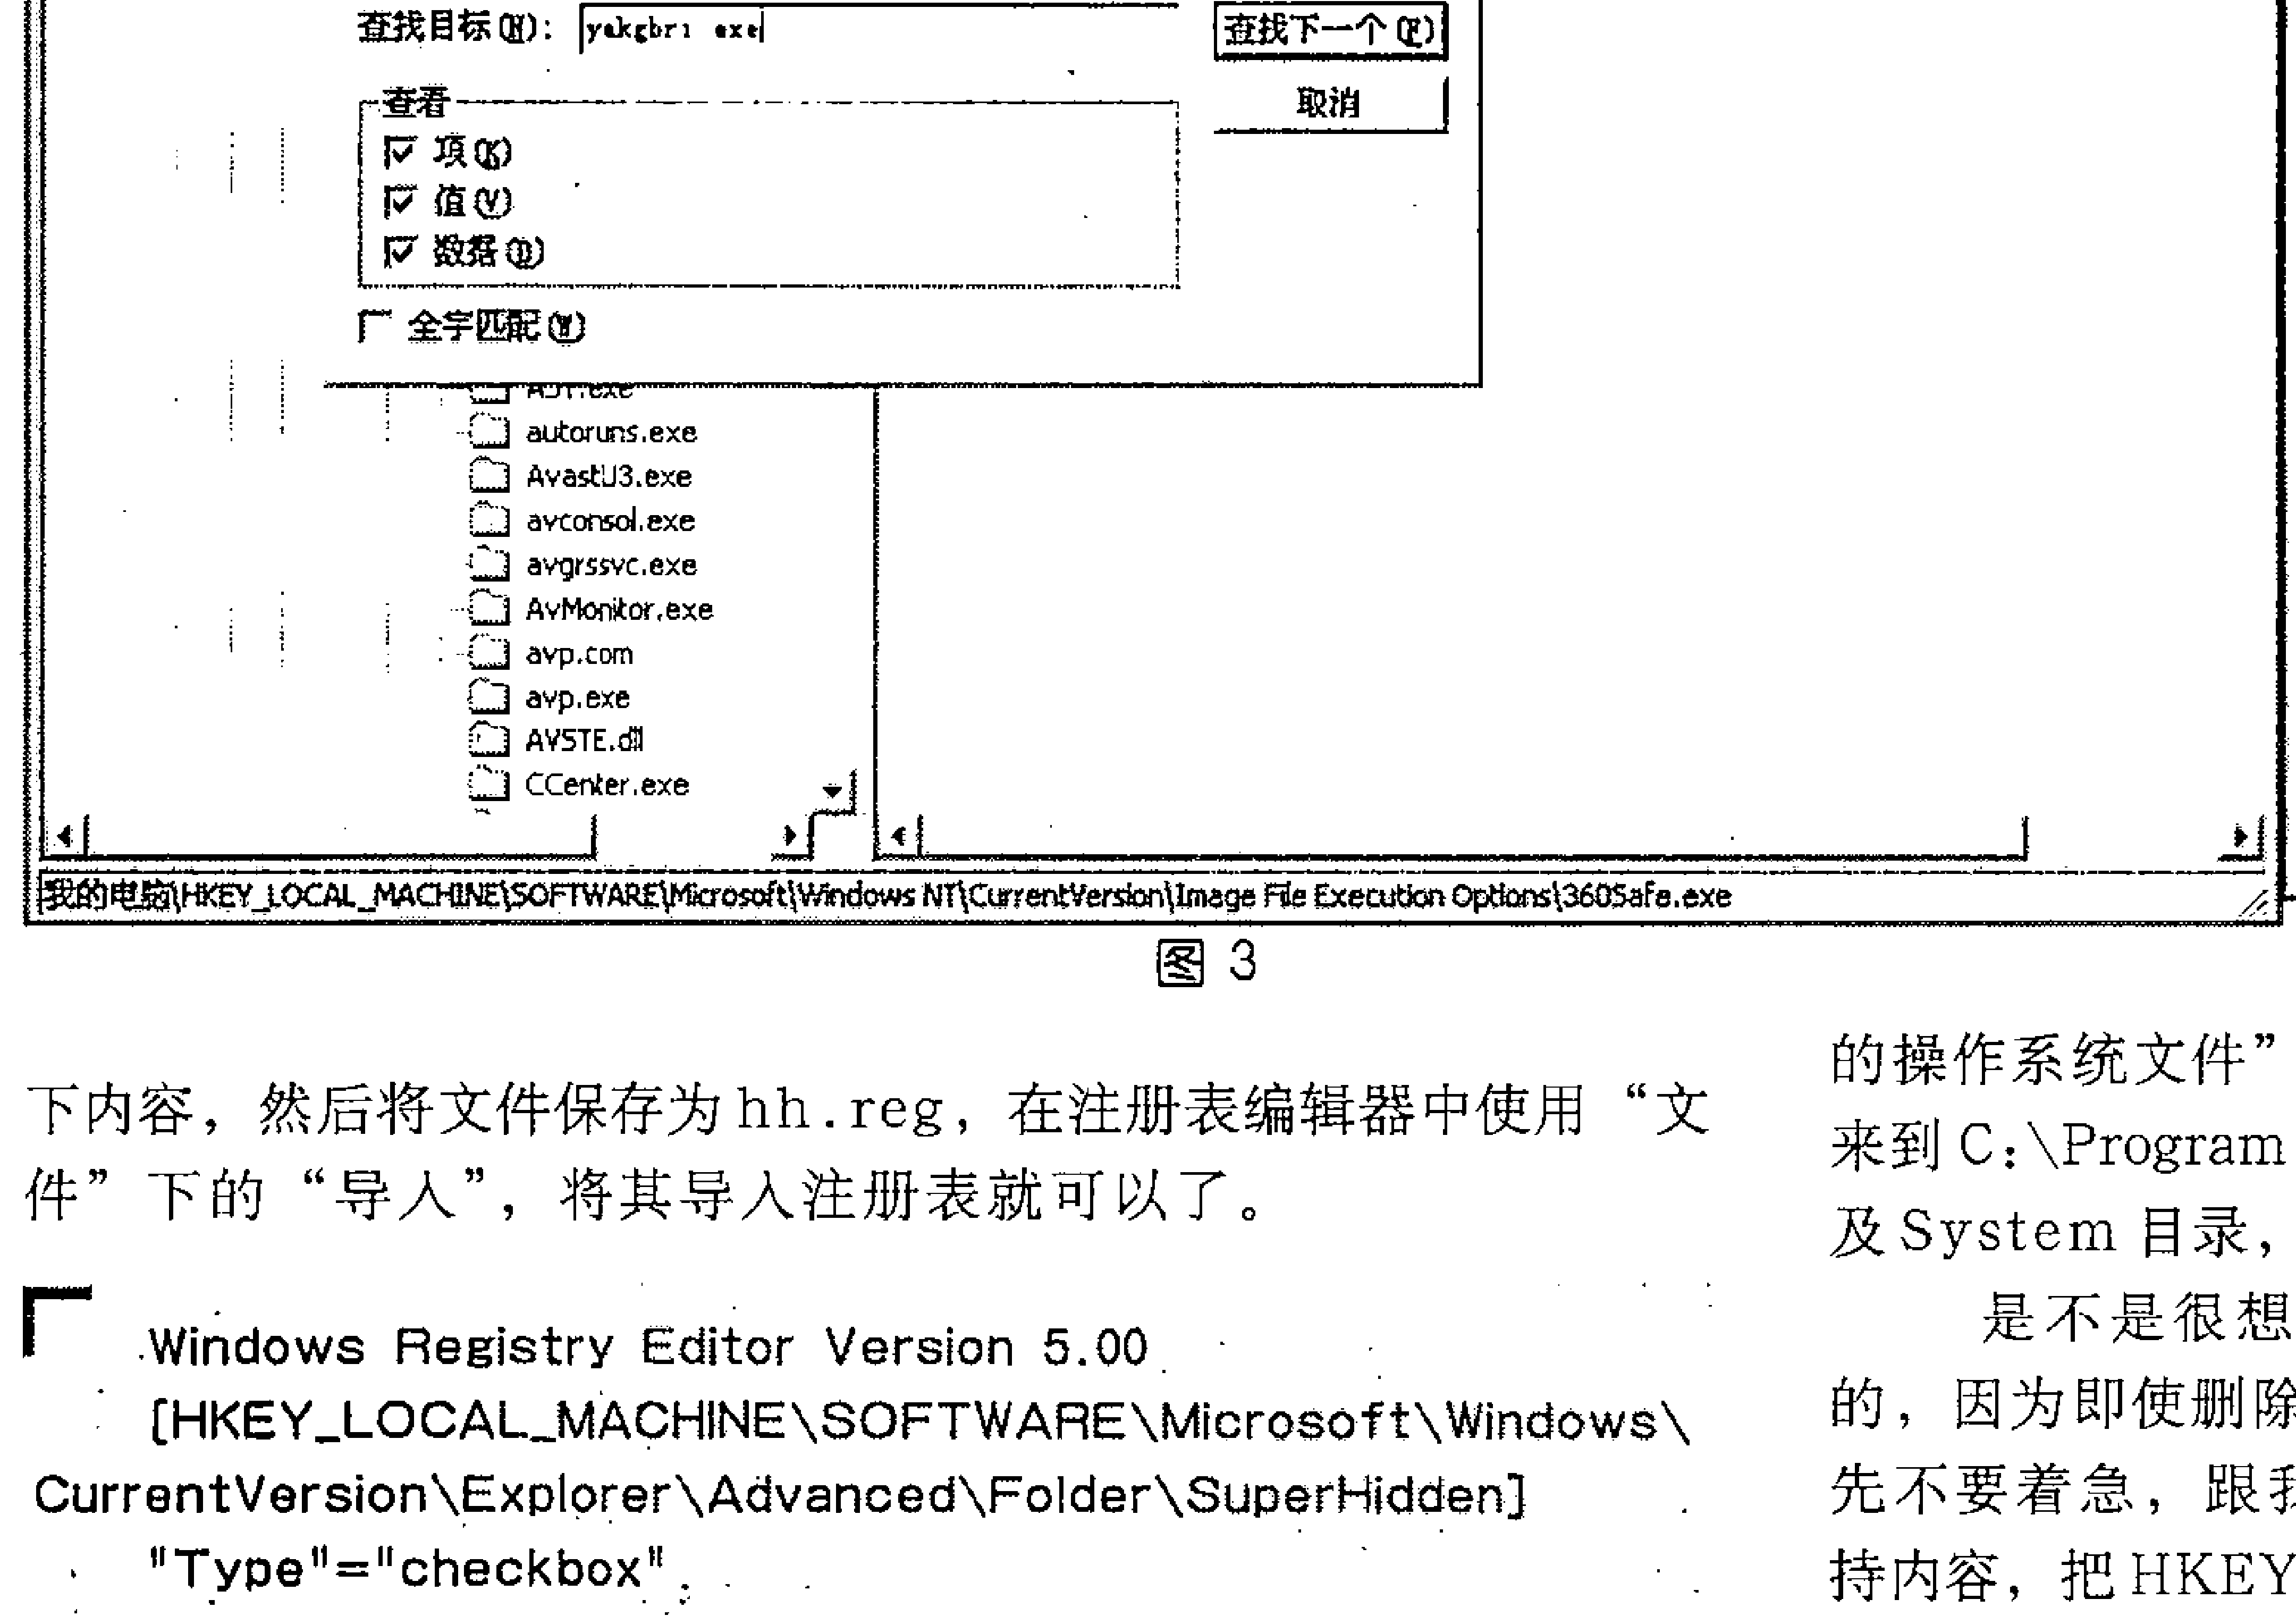 查找目标(N):
查找下一个(F)
查看
取消
项(K)
值(V)
数据(D)
全字匹配(W)
autoruns.exe
AvastU3.exe
avconsol.exe
avgrssvc.exe
AvMonitor.exe
avp.com
avp.exe
AVSTE.dll
CCenter.exe
我的电脑\HKEY_LOCAL_MACHINE\SOFTWARE\Microsoft\Windows NT\CurrentVersion\Image File Execution Options\360Safe.exe
图 3
下内容，然后将文件保存为hh.reg，在注册表编辑器中使用“文
件”下的“导入”，将其导入注册表就可以了。
Windows Registry Editor Version 5.00
[HKEY_LOCAL_MACHINE\SOFTWARE\Microsoft\Windows\
CurrentVersion\Explorer\Advanced\Folder\SuperHidden]
"Type"="checkbox"
的操作系统文件”
来到C:\Program
及System 目录，
是不是很想
的，因为即使删除
先不要着急，跟我
持内容，把HKEY